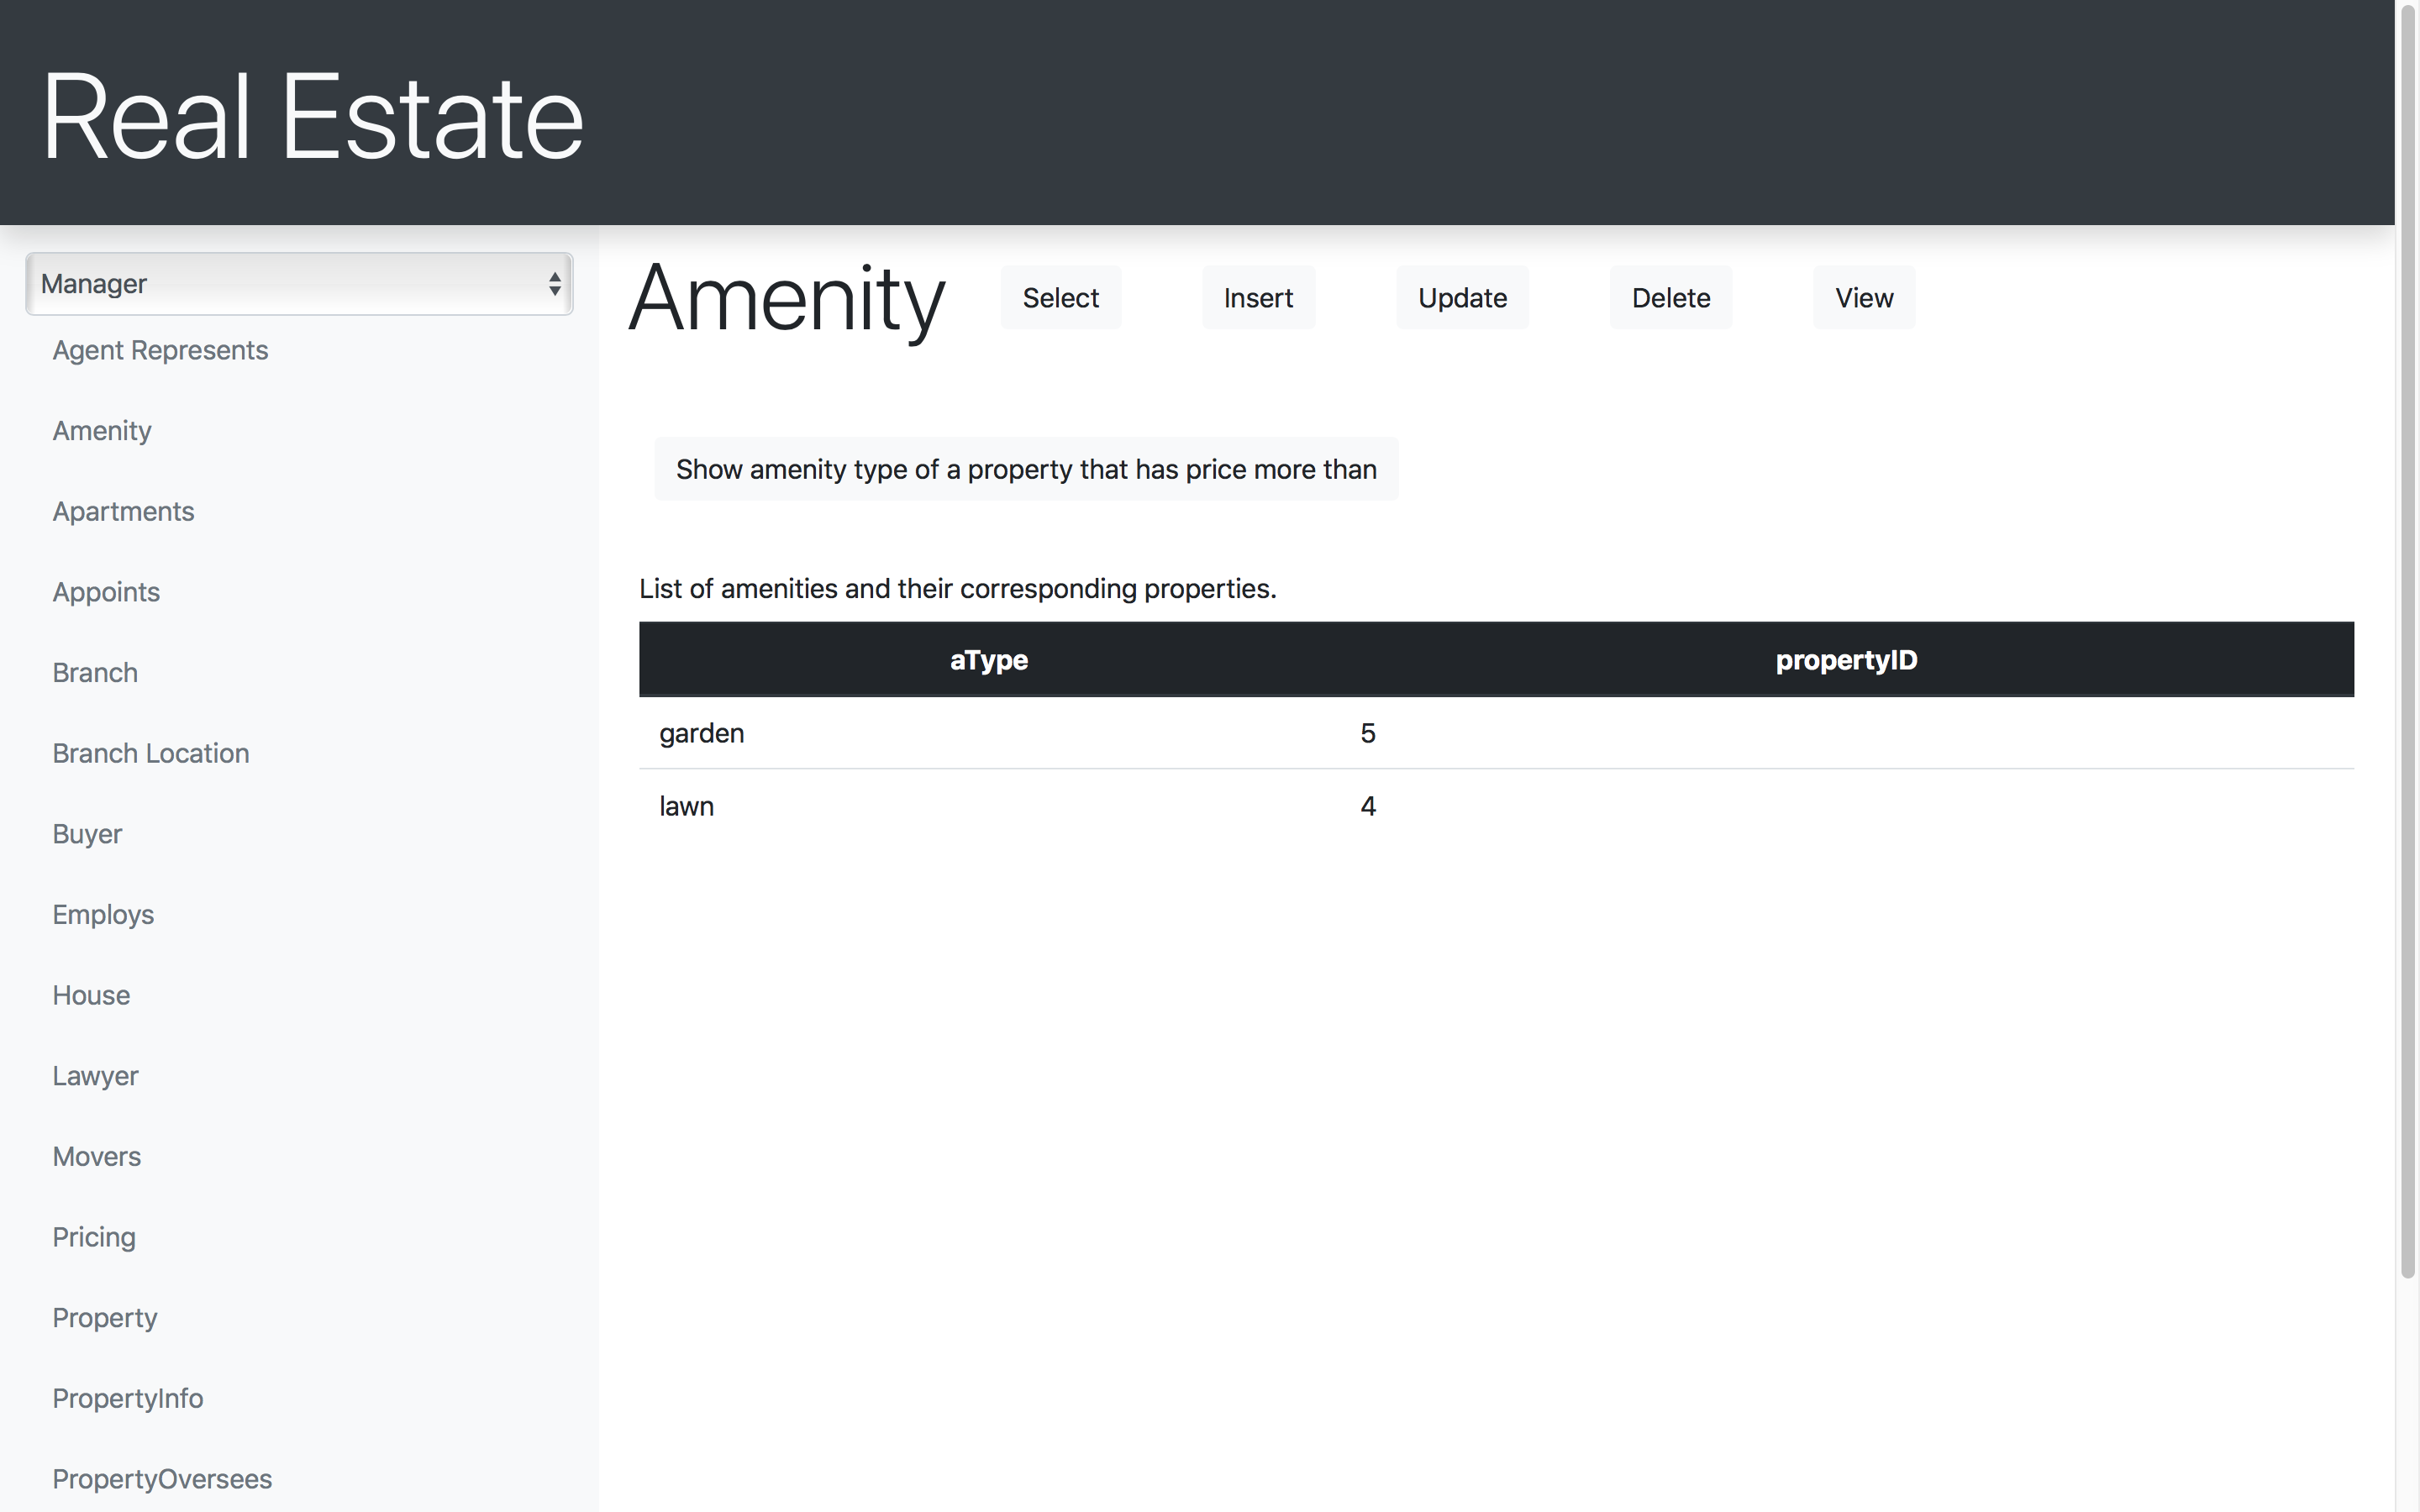 Real Estate
Manager
Agent Represents
Amenity
Apartments
Appoints
Branch
Branch Location
Buyer
Employs
House
Lawyer
Movers
Pricing
Property
PropertyInfo
PropertyOversees
Amenity Select Insert Update Delete View
Show amenity type of a property that has price more than
List of amenities and their corresponding properties.
aType propertyID
garden 5
lawn 4